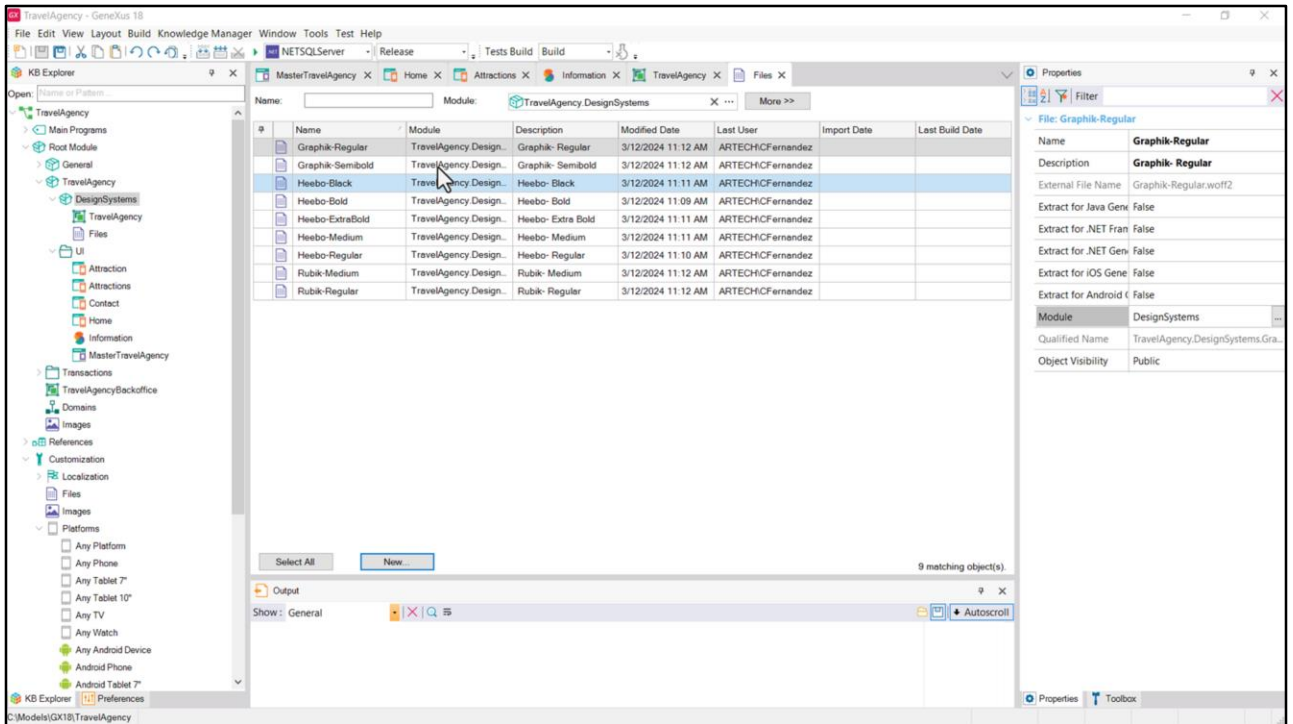 GX TravelAgency - GeneXus 18
File Edit View Layout Build Knowledge Manager Window Tools Test Help
NETSQLServer Release Tests Build Build
KB Explorer
Open: Name or Pattern...
TravelAgency
Main Programs
Root Module
General
TravelAgency
DesignSystems
TravelAgency
Files
UI
Attraction
Attractions
Contact
Home
Information
MasterTravelAgency
Transactions
TravelAgencyBackoffice
Domains
Images
References
Customization
Localization
Files
Images
Platforms
Any Platform
Any Phone
Any Tablet 7"
Any Tablet 10"
Any TV
Any Watch
Any Android Device
Android Phone
Android Tablet 7"
KB Explorer Preferences
MasterTravelAgency Home Attractions Information TravelAgency Files
Name: Module: TravelAgency.DesignSystems More >>
Name Module Description Modified Date Last User Import Date Last Build Date
Graphik-Regular TravelAgency.Design... Graphik- Regular 3/12/2024 11:12 AM ARTECH\CFernandez
Graphik-Semibold TravelAgency.Design... Graphik- Semibold 3/12/2024 11:12 AM ARTECH\CFernandez
Heebo-Black TravelAgency.Design... Heebo- Black 3/12/2024 11:11 AM ARTECH\CFernandez
Heebo-Bold TravelAgency.Design... Heebo- Bold 3/12/2024 11:09 AM ARTECH\CFernandez
Heebo-ExtraBold TravelAgency.Design... Heebo- Extra Bold 3/12/2024 11:11 AM ARTECH\CFernandez
Heebo-Medium TravelAgency.Design... Heebo- Medium 3/12/2024 11:11 AM ARTECH\CFernandez
Heebo-Regular TravelAgency.Design... Heebo- Regular 3/12/2024 11:10 AM ARTECH\CFernandez
Rubik-Medium TravelAgency.Design... Rubik- Medium 3/12/2024 11:12 AM ARTECH\CFernandez
Rubik-Regular TravelAgency.Design... Rubik- Regular 3/12/2024 11:12 AM ARTECH\CFernandez
Select All New... 9 matching object(s).
Output
Show: General Autoscroll
Properties
Filter
File: Graphik-Regular
Name Graphik-Regular
Description Graphik- Regular
External File Name Graphik-Regular.woff2
Extract for Java Gene False
Extract for .NET Fram False
Extract for .NET Gen False
Extract for iOS Gene False
Extract for Android ( False
Module DesignSystems ...
Qualified Name TravelAgency.DesignSystems.Gra...
Object Visibility Public
Properties Toolbox
C:\Models\GX18\TravelAgency